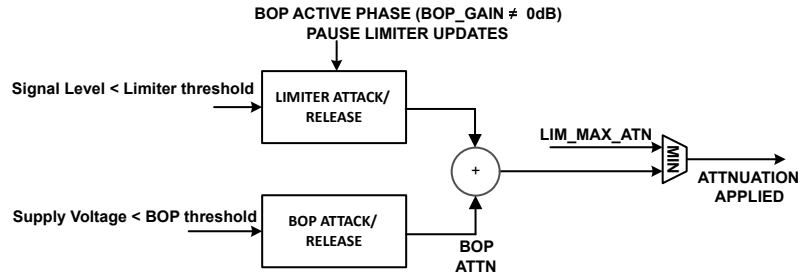 BOP ACTIVE PHASE (BOP_GAIN ≠ 0dB)
PAUSE LIMITER UPDATES
Signal Level < Limiter threshold
LIMITER ATTACK/
RELEASE
LIM_MAX_ATN
MIN
+
ATTNUATION
APPLIED
Supply Voltage < BOP threshold
BOP ATTACK/
RELEASE
BOP
ATTN